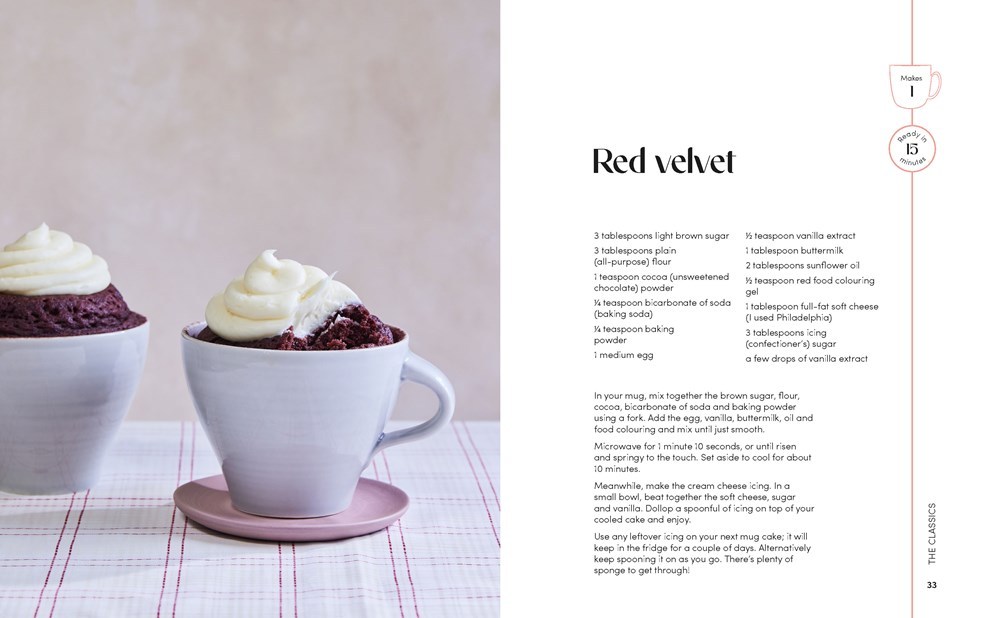 Makes
1
Ready in
15
minutes
Red velvet
3 tablespoons light brown sugar
3 tablespoons plain
(all-purpose) flour
1 teaspoon cocoa (unsweetened
chocolate) powder
¼ teaspoon bicarbonate of soda
(baking soda)
¼ teaspoon baking
powder
1 medium egg
½ teaspoon vanilla extract
1 tablespoon buttermilk
2 tablespoons sunflower oil
½ teaspoon red food colouring
gel
1 tablespoon full-fat soft cheese
(I used Philadelphia)
3 tablespoons icing
(confectioner's) sugar
a few drops of vanilla extract
In your mug, mix together the brown sugar, flour,
cocoa, bicarbonate of soda and baking powder
using a fork. Add the egg, vanilla, buttermilk, oil and
food colouring and mix until just smooth.
Microwave for 1 minute 10 seconds, or until risen
and springy to the touch. Set aside to cool for about
10 minutes.
Meanwhile, make the cream cheese icing. In a
small bowl, beat together the soft cheese, sugar
and vanilla. Dollop a spoonful of icing on top of your
cooled cake and enjoy.
Use any leftover icing on your next mug cake; it will
keep in the fridge for a couple of days. Alternatively
keep spooning it on as you go. There's plenty of
sponge to get through!
THE CLASSICS
33